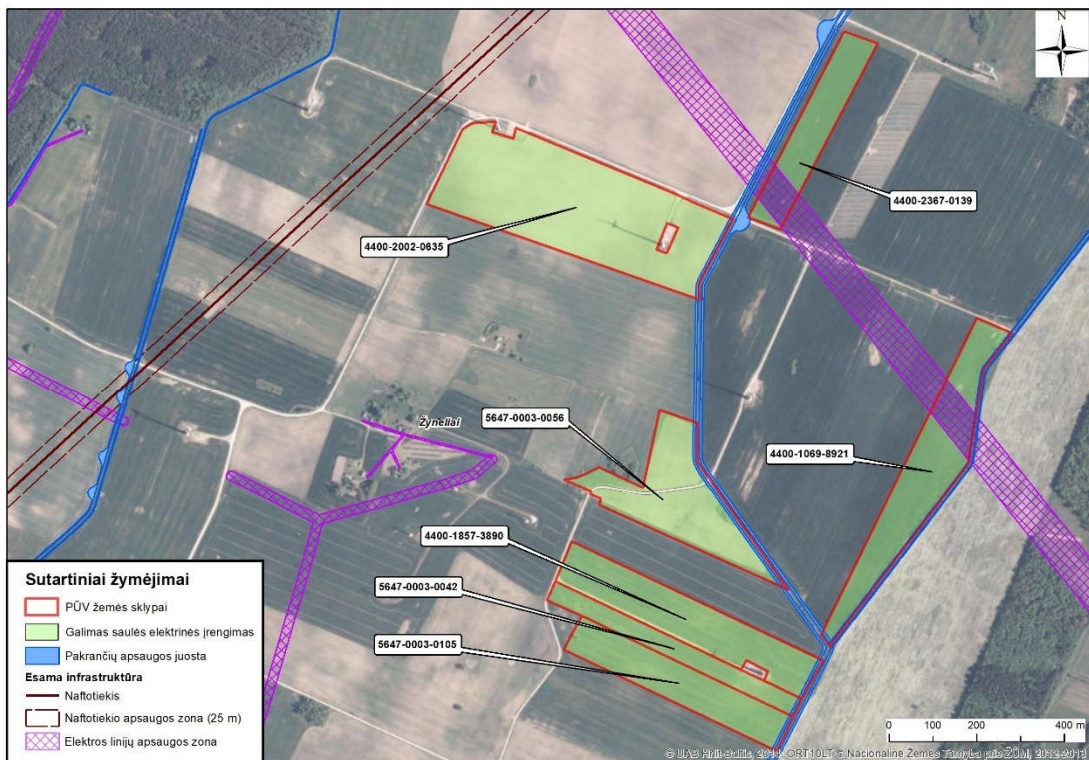 4400-2367-0139
4400-2002-0635
5647-0003-0056
Žyneliai
4400-1069-8921
4400-1857-3890
5647-0003-0042
5647-0003-0105
Sutartiniai žymėjimai
PŪV žemės sklypai
Galimas saulės elektrinės įrengimas
Pakrančių apsaugos juosta
Esama infrastruktūra
Naftotiekis
Naftotiekio apsaugos zona (25 m)
Elektros linijų apsaugos zona
0 100 200 400 m
© UAB Hnit-Baltic, 2014, ORT10LT © Nacionalinė Žemės Tarnyba prie ŽŪM, 2012-2013